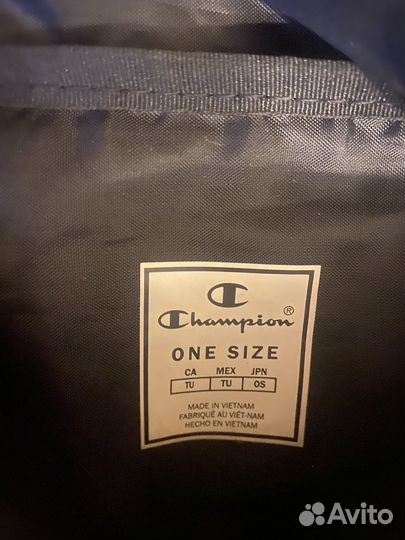 Champion®
ONE SIZE
CA MEX JPN
TU TU OS
MADE IN VIETNAM
FABRIQUÉ AU VIÊT-NAM
HECHO EN VIETNAM
Avito